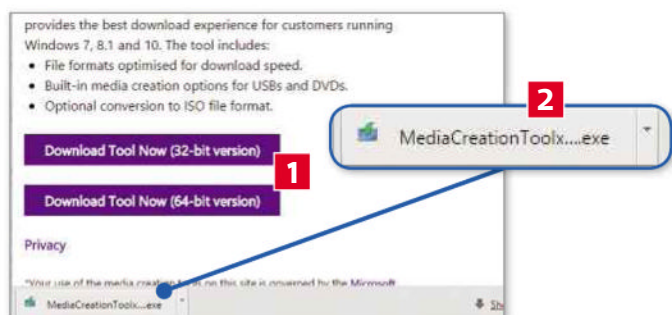 provides the best download experience for customers running
Windows 7, 8.1 and 10. The tool includes:
• File formats optimised for download speed.
• Built-in media creation options for USBs and DVDs.
• Optional conversion to ISO file format.
2
MediaCreationToolx....exe
Download Tool Now (32-bit version)
1
Download Tool Now (64-bit version)
Privacy
"Your use of the media creation on this site is governed by the Microsoft
MediaCreationToolx....exe